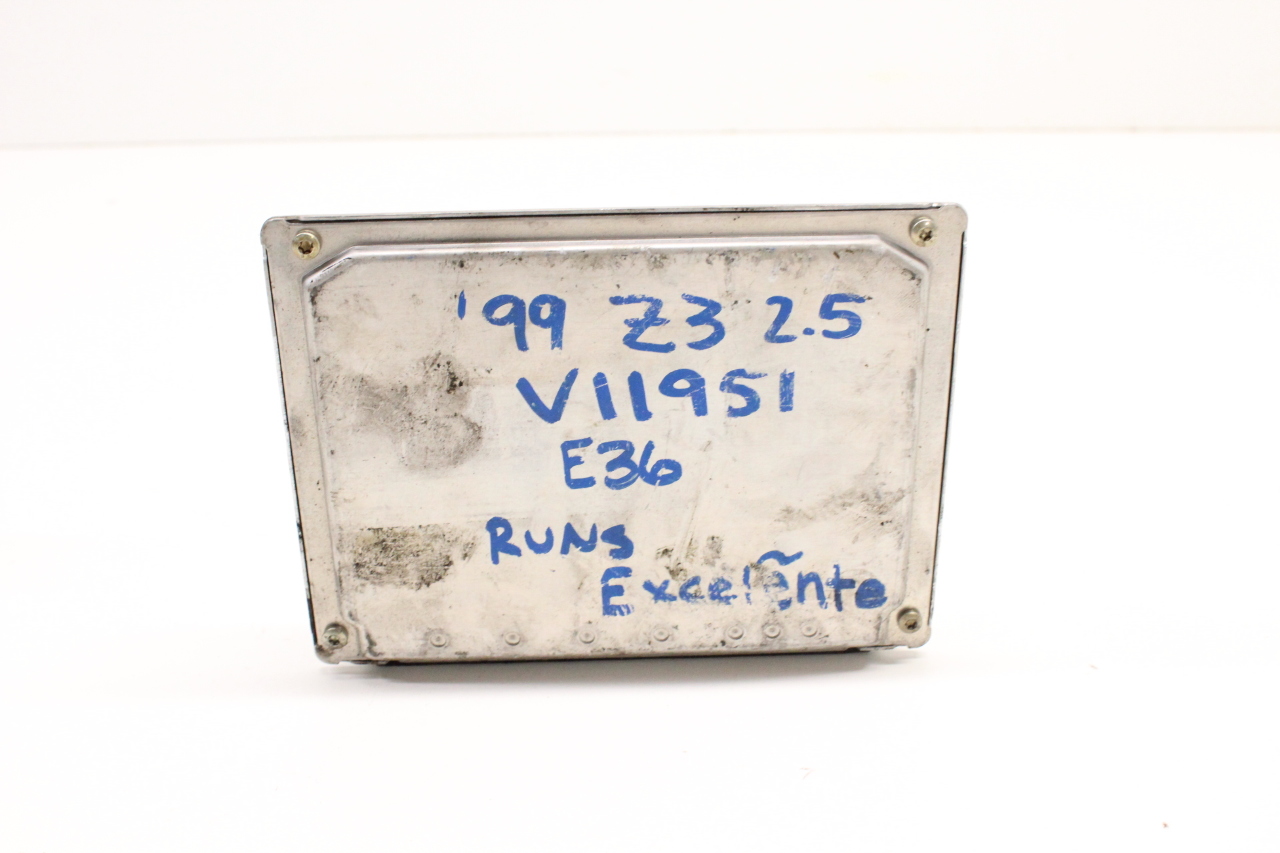 '99 Z3 2.5
V11951
E36
RUNS
Excelẽnte